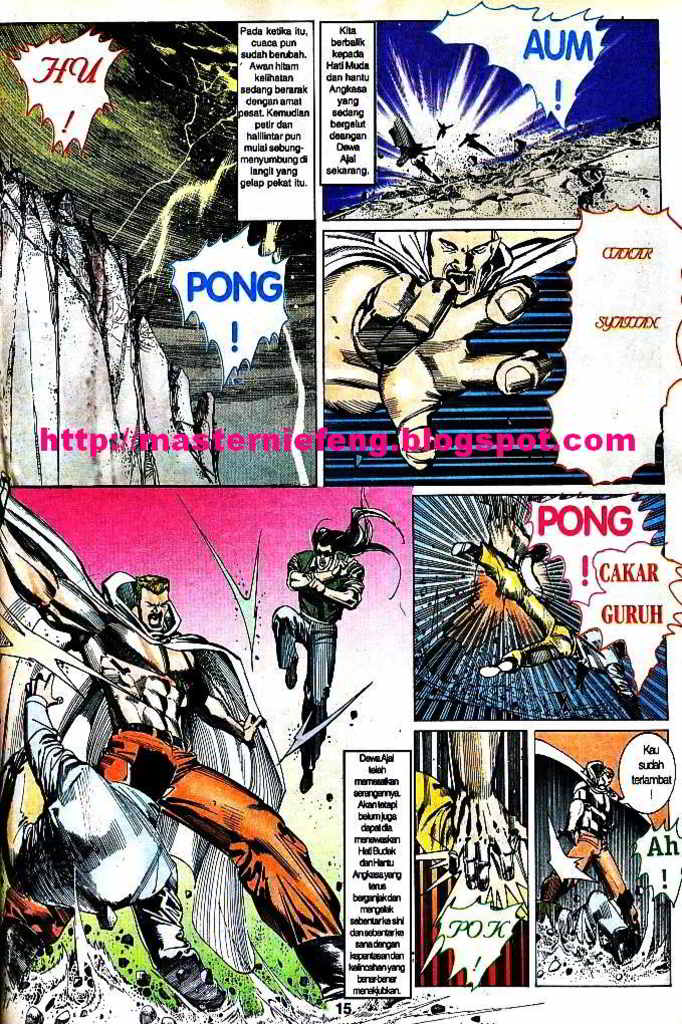 HU
!
Pada ketika itu,
cuaca pun
sudah berubah.
Awan hitam
kelihatan
sedang berarak
dengan amat
pesat. Kemudian
petir dan
halilintar pun
mulai sebung-
menyumbung di
langit yang
gelap pekat itu.
PONG
!
Kita
berbalik
kepada
Hati Muda
dan hantu
Angkasa
yang
sedang
bergelut
deangan
Dewa
Ajal
sekarang.
AUM
!
CAKAR
SYAITAN
http://masterniefeng.blogspot.com
PONG
!
CAKAR
GURUH
Dewa Ajal
telah
memesatkan
serangannya.
Akan tetapi
belum juga
dapat dia
menewaskan
Hati Budak
dan Hantu
Angkasa yang
terus
berganjak dan
mengelak
sebentar ke sini
dan sebentar ke
sana dengan
kepantasan dan
kelincahan yang
benar-benar
menakjubkan.
POK
!
Kau
sudah
terlambat
!
Ah
!
15